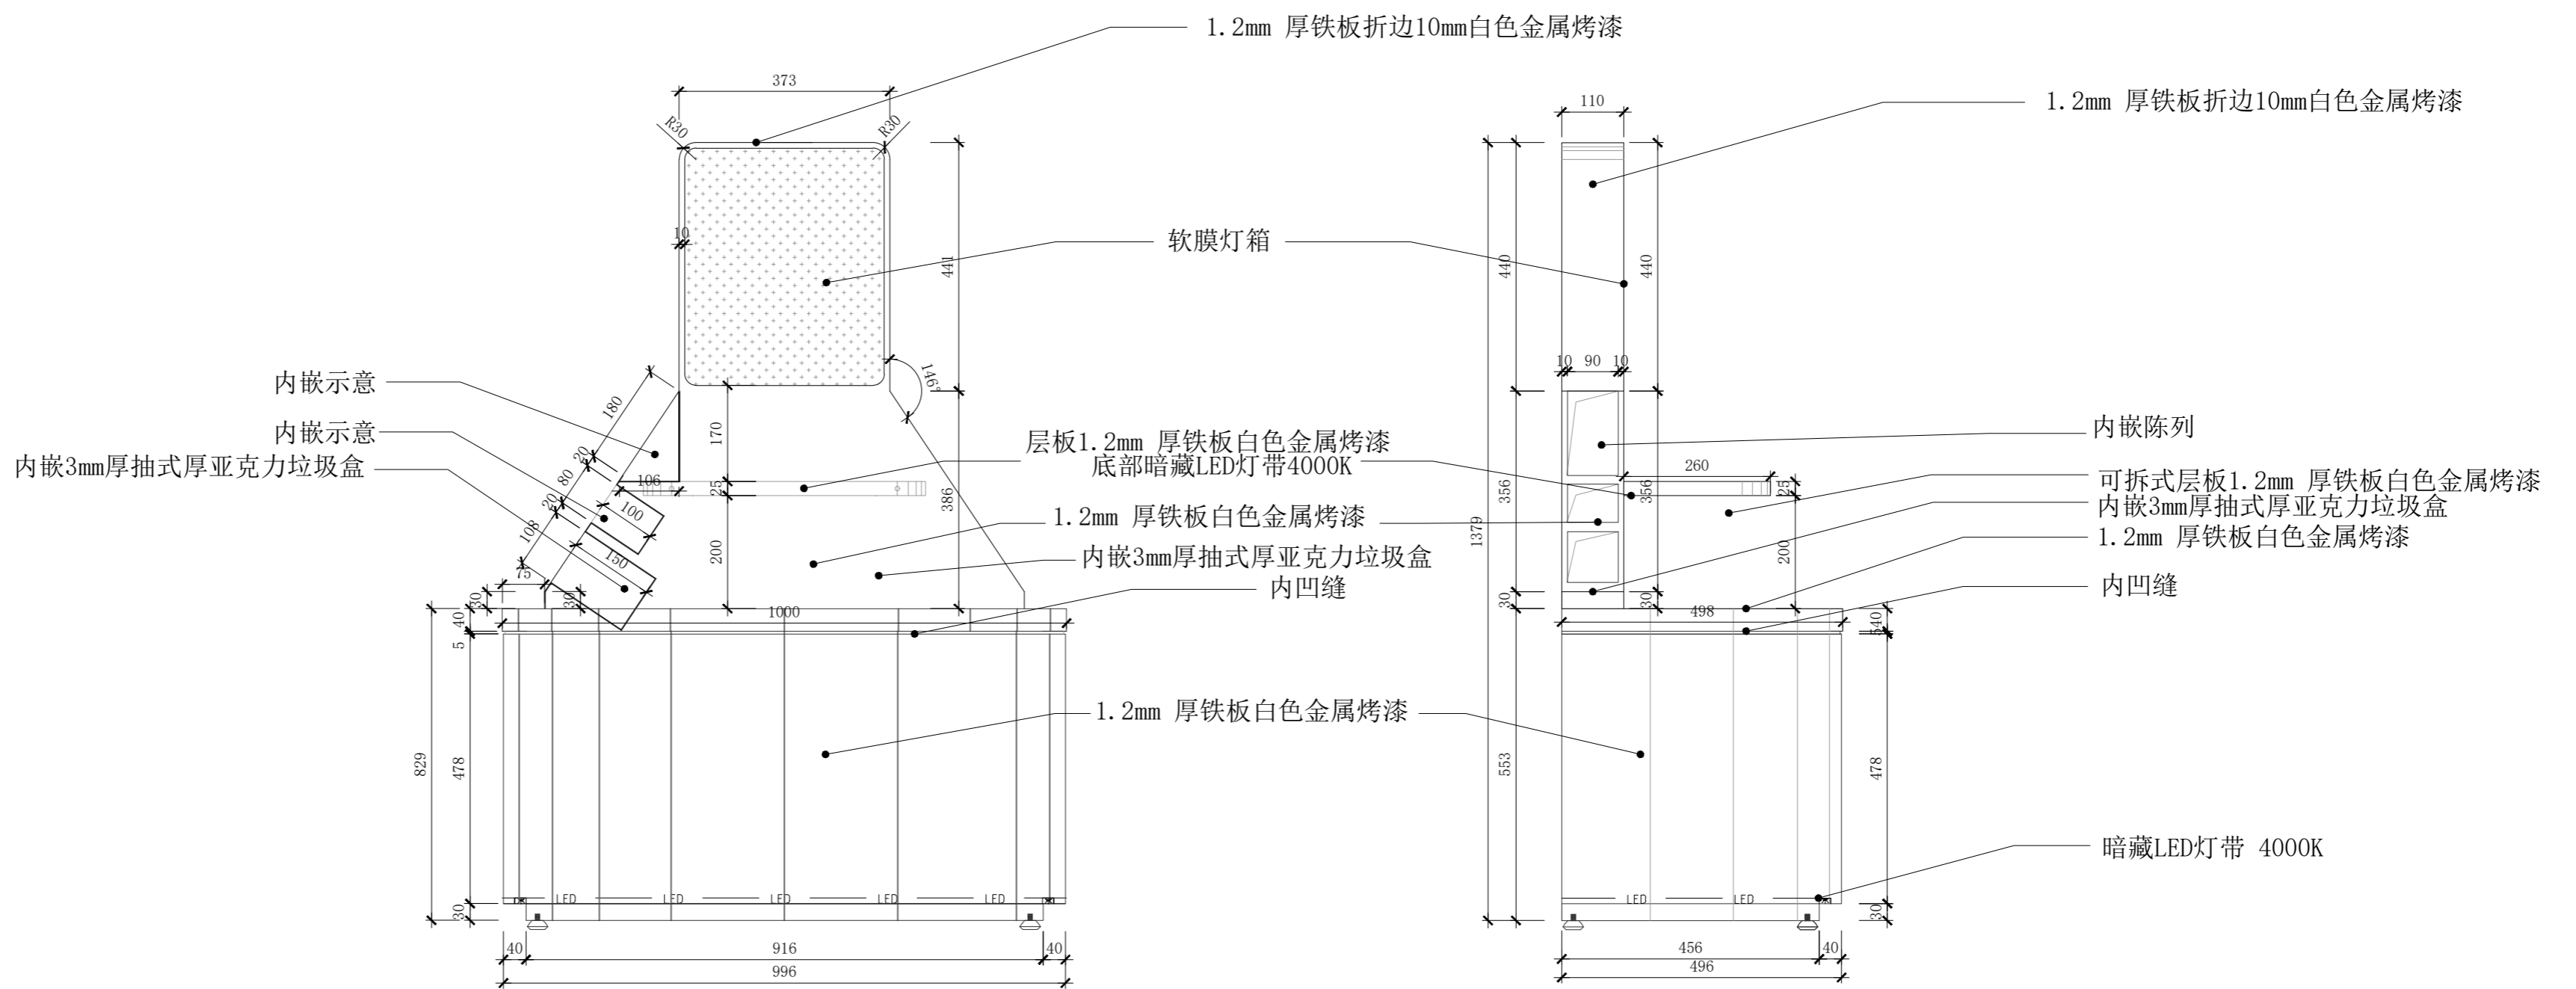 1.2mm 厚铁板折边10mm白色金属烤漆
373
R30
R30
10
441
软膜灯箱
146°
内嵌示意
内嵌示意
内嵌3mm厚抽式厚亚克力垃圾盒
180
20
80
20
108
106
100
150
75
30
30
170
25
200
386
层板1.2mm 厚铁板白色金属烤漆
底部暗藏LED灯带4000K
1.2mm 厚铁板白色金属烤漆
内嵌3mm厚抽式厚亚克力垃圾盒
内凹缝
1000
40
5
829
478
30
1.2mm 厚铁板白色金属烤漆
LED
LED
LED
LED
LED
40
916
40
996
110
1.2mm 厚铁板折边10mm白色金属烤漆
440
440
10
90
10
1379
356
356
260
25
200
30
30
498
内嵌陈列
可拆式层板1.2mm 厚铁板白色金属烤漆
内嵌3mm厚抽式厚亚克力垃圾盒
1.2mm 厚铁板白色金属烤漆
内凹缝
5
40
553
478
30
LED
LED
暗藏LED灯带 4000K
456
40
496